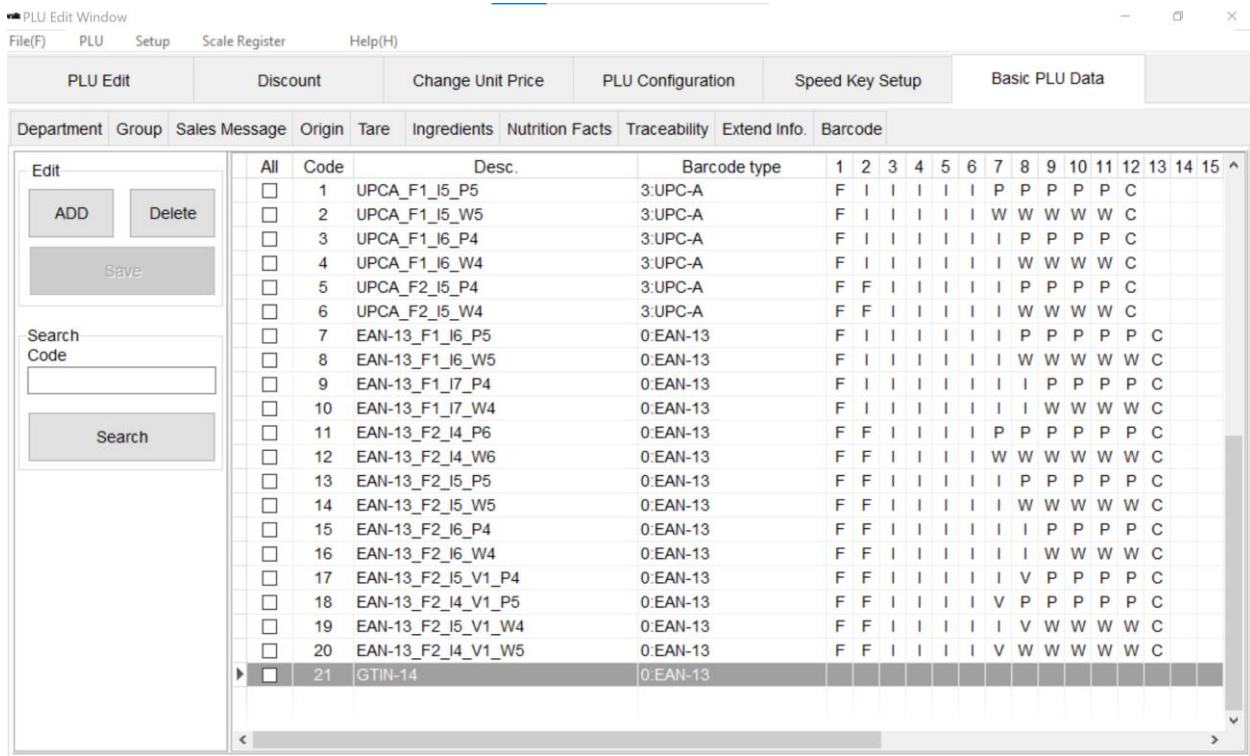 PLU Edit Window
File(F) PLU Setup Scale Register Help(H)
PLU Edit Discount Change Unit Price PLU Configuration Speed Key Setup Basic PLU Data
Department Group Sales Message Origin Tare Ingredients Nutrition Facts Traceability Extend Info. Barcode
Edit
ADD Delete
Save
Search
Code
Search
All Code Desc. Barcode type 1 2 3 4 5 6 7 8 9 10 11 12 13 14 15
1 UPCA_F1_I5_P5 3:UPC-A F I I I I I P P P P P C
2 UPCA_F1_I5_W5 3:UPC-A F I I I I I W W W W W C
3 UPCA_F1_I6_P4 3:UPC-A F I I I I I I P P P P C
4 UPCA_F1_I6_W4 3:UPC-A F I I I I I I W W W W C
5 UPCA_F2_I5_P4 3:UPC-A F F I I I I I P P P P C
6 UPCA_F2_I5_W4 3:UPC-A F F I I I I I W W W W C
7 EAN-13_F1_I6_P5 0:EAN-13 F I I I I I I P P P P P C
8 EAN-13_F1_I6_W5 0:EAN-13 F I I I I I I W W W W W C
9 EAN-13_F1_I7_P4 0:EAN-13 F I I I I I I I P P P P C
10 EAN-13_F1_I7_W4 0:EAN-13 F I I I I I I I W W W W C
11 EAN-13_F2_I4_P6 0:EAN-13 F F I I I I P P P P P P C
12 EAN-13_F2_I4_W6 0:EAN-13 F F I I I I W W W W W W C
13 EAN-13_F2_I5_P5 0:EAN-13 F F I I I I I P P P P P C
14 EAN-13_F2_I5_W5 0:EAN-13 F F I I I I I W W W W W C
15 EAN-13_F2_I6_P4 0:EAN-13 F F I I I I I I P P P P C
16 EAN-13_F2_I6_W4 0:EAN-13 F F I I I I I I W W W W C
17 EAN-13_F2_I5_V1_P4 0:EAN-13 F F I I I I I V P P P P C
18 EAN-13_F2_I4_V1_P5 0:EAN-13 F F I I I I V P P P P P C
19 EAN-13_F2_I5_V1_W4 0:EAN-13 F F I I I I I V W W W W C
20 EAN-13_F2_I4_V1_W5 0:EAN-13 F F I I I I V W W W W W C
21 GTIN-14 0:EAN-13